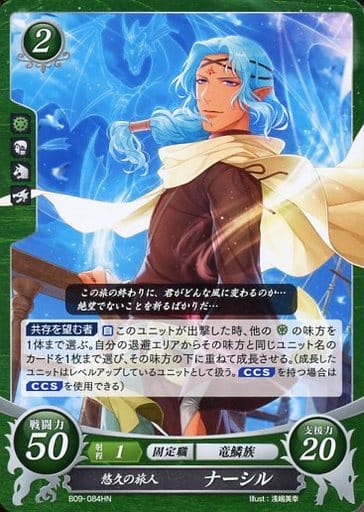 2
この旅の終わりに、君がどんな風に変わるのか…
絶望でないことを祈るばかりだ…
共存を望む者 自 このユニットが出撃した時、他の の味方を
1体まで選ぶ。自分の退避エリアからその味方と同じユニット名の
カードを1枚まで選び、その味方の下に重ねて成長させる。(成長した
ユニットはレベルアップしているユニットとして扱う。CCSを持つ場合は
CCSを使用できる)
戦闘力
50
射程
1
固定職
竜鱗族
支援力
20
悠久の旅人
ナーシル
B09-084HN
Illust:浅嶋美幸